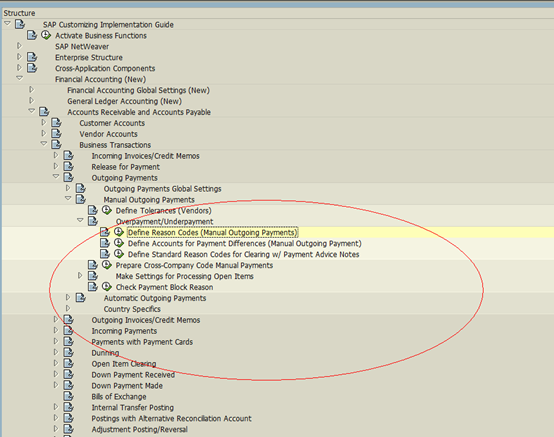 Structure
SAP Customizing Implementation Guide
Activate Business Functions
SAP NetWeaver
Enterprise Structure
Cross-Application Components
Financial Accounting (New)
Financial Accounting Global Settings (New)
General Ledger Accounting (New)
Accounts Receivable and Accounts Payable
Customer Accounts
Vendor Accounts
Business Transactions
Incoming Invoices/Credit Memos
Release for Payment
Outgoing Payments
Outgoing Payments Global Settings
Manual Outgoing Payments
Define Tolerances (Vendors)
Overpayment/Underpayment
Define Reason Codes (Manual Outgoing Payments)
Define Accounts for Payment Differences (Manual Outgoing Payment)
Define Standard Reason Codes for Clearing w/ Payment Advice Notes
Prepare Cross-Company Code Manual Payments
Make Settings for Processing Open Items
Check Payment Block Reason
Automatic Outgoing Payments
Country Specifics
Outgoing Invoices/Credit Memos
Incoming Payments
Payments with Payment Cards
Dunning
Open Item Clearing
Down Payment Received
Down Payment Made
Bills of Exchange
Internal Transfer Posting
Postings with Alternative Reconciliation Account
Adjustment Posting/Reversal